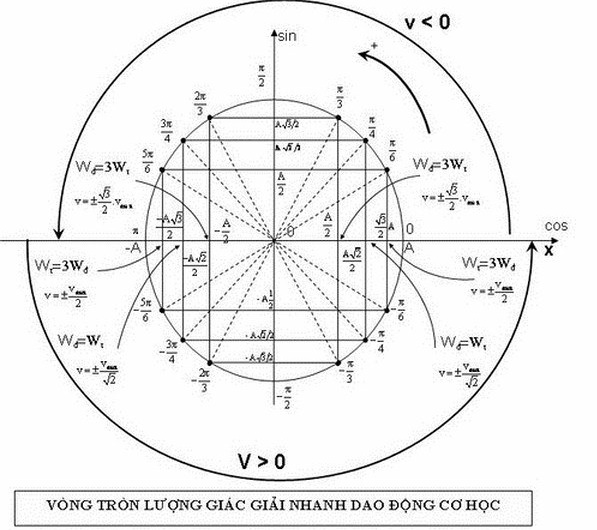 v < 0
sin
+
π/2
2π/3
π/3
3π/4
π/4
5π/6
π/6
A√3/2
A√2/2
A/2
Wđ=3Wt
v=±√3/2.vmax
Wđ=3Wt
v=±√3/2.vmax
π
-A
-A√3/2
-A√2/2
-A/2
0
A/2
A√2/2
√3/2 A
0
A
cos
x
Wt=3Wđ
v=±vmax/2
Wt=3Wđ
v=±vmax/2
-A1/2
-5π/6
-π/6
Wđ=Wt
v=±vmax/√2
Wđ=Wt
v=±vmax/√2
-A√2/2
-A√3/2
-3π/4
-π/4
-2π/3
-π/3
-π/2
V > 0
VÒNG TRÒN LƯỢNG GIÁC GIẢI NHANH DAO ĐỘNG CƠ HỌC